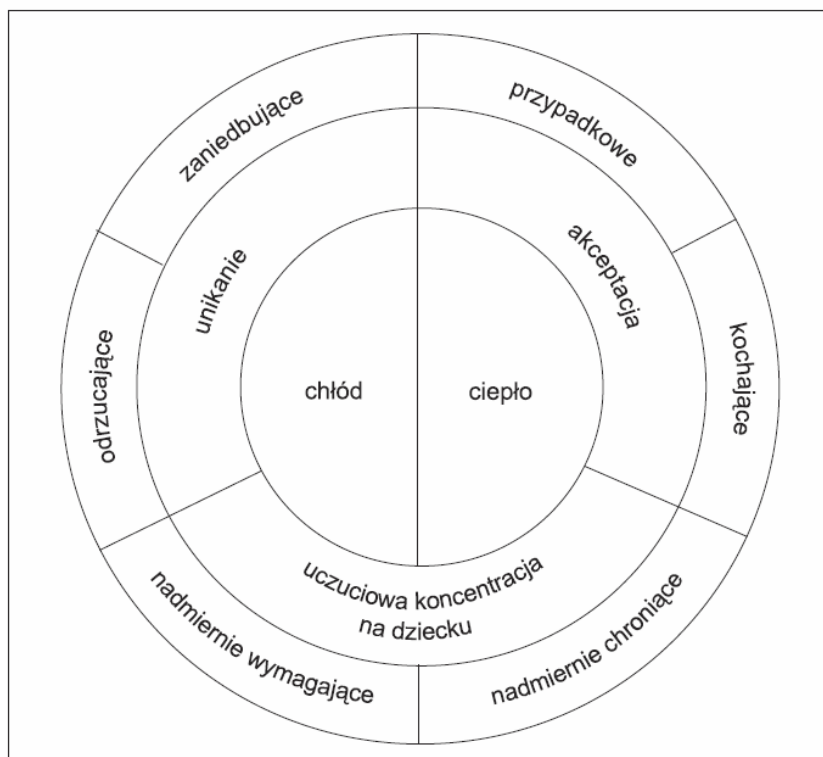 zaniedbujące
przypadkowe
unikanie
akceptacja
odrzucające
kochające
chłód
ciepło
uczuciowa koncentracja
na dziecku
nadmiernie wymagające
nadmiernie chroniące